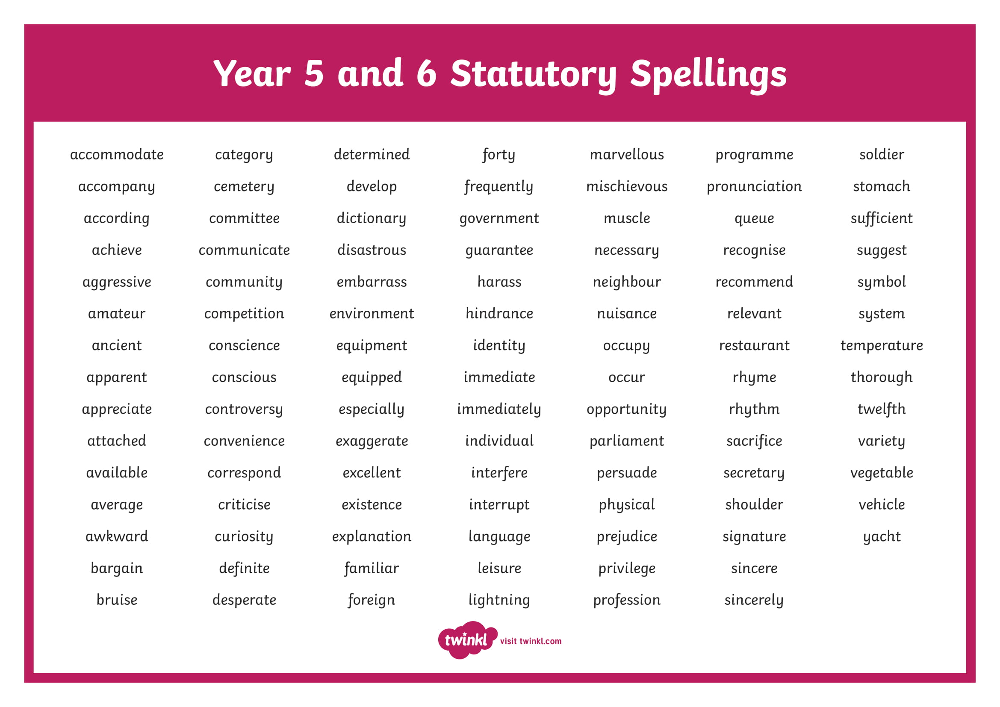 Year 5 and 6 Statutory Spellings
accommodate category determined forty marvellous programme soldier
accompany cemetery develop frequently mischievous pronunciation stomach
according committee dictionary government muscle queue sufficient
achieve communicate disastrous guarantee necessary recognise suggest
aggressive community embarrass harass neighbour recommend symbol
amateur competition environment hindrance nuisance relevant system
ancient conscience equipment identity occupy restaurant temperature
apparent conscious equipped immediate occur rhyme thorough
appreciate controversy especially immediately opportunity rhythm twelfth
attached convenience exaggerate individual parliament sacrifice variety
available correspond excellent interfere persuade secretary vegetable
average criticise existence interrupt physical shoulder vehicle
awkward curiosity explanation language prejudice signature yacht
bargain definite familiar leisure privilege sincere
bruise desperate foreign lightning profession sincerely
twinkl visit twinkl.com